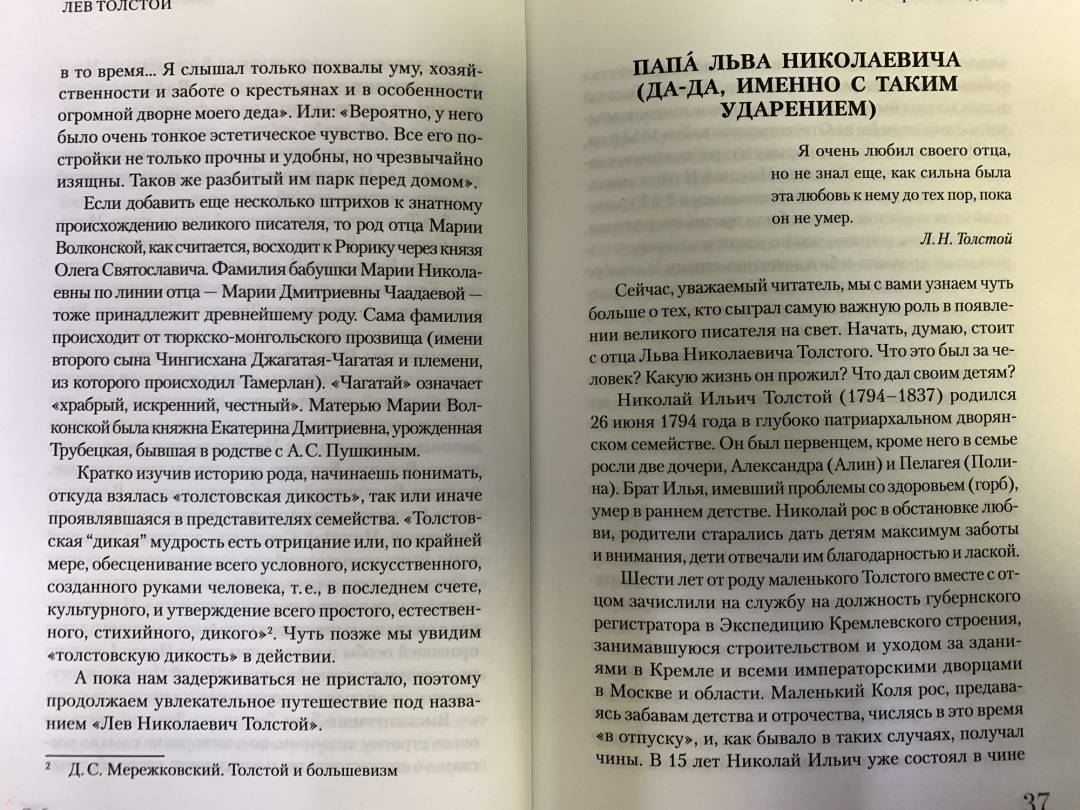 ЛЕВ ТОЛСТОЙ
в то время... Я слышал только похвалы уму, хозяй-
ственности и заботе о крестьянах и в особенности
огромной дворне моего деда». Или: «Вероятно, у него
было очень тонкое эстетическое чувство. Все его по-
стройки не только прочны и удобны, но чрезвычайно
изящны. Таков же разбитый им парк перед домом».
Если добавить еще несколько штрихов к знатному
происхождению великого писателя, то род отца Марии
Волконской, как считается, восходит к Рюрику через князя
Олега Святославича. Фамилия бабушки Марии Никола-
евны по линии отца — Марии Дмитриевны Чаадаевой —
тоже принадлежит древнейшему роду. Сама фамилия
происходит от тюркско-монгольского прозвища (имени
второго сына Чингисхана Джагатая-Чагатая и племени,
из которого происходил Тамерлан). «Чагатай» означает
«храбрый, искренний, честный». Матерью Марии Вол-
конской была княжна Екатерина Дмитриевна, урожденная
Трубецкая, бывшая в родстве с А. С. Пушкиным.
Кратко изучив историю рода, начинаешь понимать,
откуда взялась «толстовская дикость», так или иначе
проявлявшаяся в представителях семейства. «Толстов-
ская “дикая” мудрость есть отрицание или, по крайней
мере, обесценивание всего условного, искусственного,
созданного руками человека, т. е., в последнем счете,
культурного, и утверждение всего простого, естествен-
ного, стихийного, дикого»². Чуть позже мы увидим
«толстовскую дикость» в действии.
А пока нам задерживаться не пристало, поэтому
продолжаем увлекательное путешествие под назва-
нием «Лев Николаевич Толстой».
² Д. С. Мережковский. Толстой и большевизм
ПАПА́ ЛЬВА НИКОЛАЕВИЧА
(ДА-ДА, ИМЕННО С ТАКИМ
УДАРЕНИЕМ)
Я очень любил своего отца,
но не знал еще, как сильна была
эта любовь к нему до тех пор, пока
он не умер.
Л. Н. Толстой
Сейчас, уважаемый читатель, мы с вами узнаем чуть
больше о тех, кто сыграл самую важную роль в появле-
нии великого писателя на свет. Начать, думаю, стоит
с отца Льва Николаевича Толстого. Что это был за че-
ловек? Какую жизнь он прожил? Что дал своим детям?
Николай Ильич Толстой (1794–1837) родился
26 июня 1794 года в глубоко патриархальном дворян-
ском семействе. Он был первенцем, кроме него в семье
росли две дочери, Александра (Алин) и Пелагея (Поли-
на). Брат Илья, имевший проблемы со здоровьем (горб),
умер в раннем детстве. Николай рос в обстановке люб-
ви, родители старались дать детям максимум заботы
и внимания, дети отвечали им благодарностью и лаской.
Шести лет от роду маленького Толстого вместе с от-
цом зачислили на службу на должность губернского
регистратора в Экспедицию Кремлевского строения,
занимавшуюся строительством и уходом за здани-
ями в Кремле и всеми императорскими дворцами
в Москве и области. Маленький Коля рос, предава-
ясь забавам детства и отрочества, числясь в это время
«в отпуску», и, как бывало в таких случаях, получал
чины. В 15 лет Николай Ильич уже состоял в чине
37